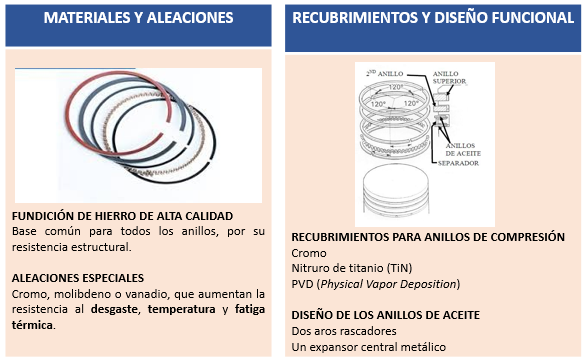 MATERIALES Y ALEACIONES
FUNDICIÓN DE HIERRO DE ALTA CALIDAD
Base común para todos los anillos, por su
resistencia estructural.
ALEACIONES ESPECIALES
Cromo, molibdeno o vanadio, que aumentan la
resistencia al desgaste, temperatura y fatiga
térmica.
RECUBRIMIENTOS Y DISEÑO FUNCIONAL
2ND ANILLO
ANILLO
SUPERIOR
120°
120°
120°
ANILLOS
DE ACEITE
SEPARADOR
RECUBRIMIENTOS PARA ANILLOS DE COMPRESIÓN
Cromo
Nitruro de titanio (TiN)
PVD (Physical Vapor Deposition)
DISEÑO DE LOS ANILLOS DE ACEITE
Dos aros rascadores
Un expansor central metálico